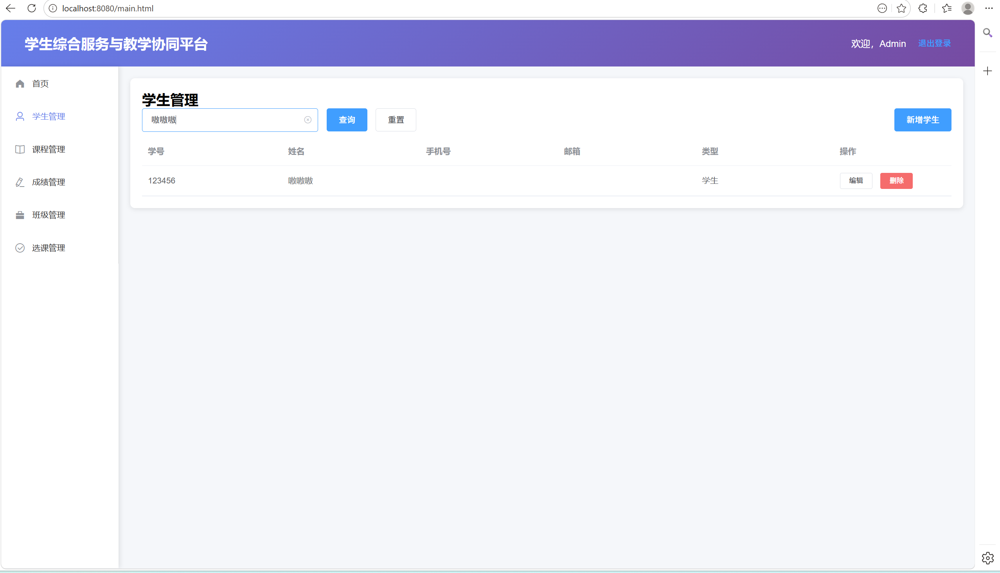 localhost:8080/main.html
学生综合服务与教学协同平台
欢迎，Admin 退出登录
首页
学生管理
课程管理
成绩管理
班级管理
选课管理
学生管理
嗷嗷嗷 查询 重置 新增学生
学号 姓名 手机号 邮箱 类型 操作
123456 嗷嗷嗷 学生 编辑 删除